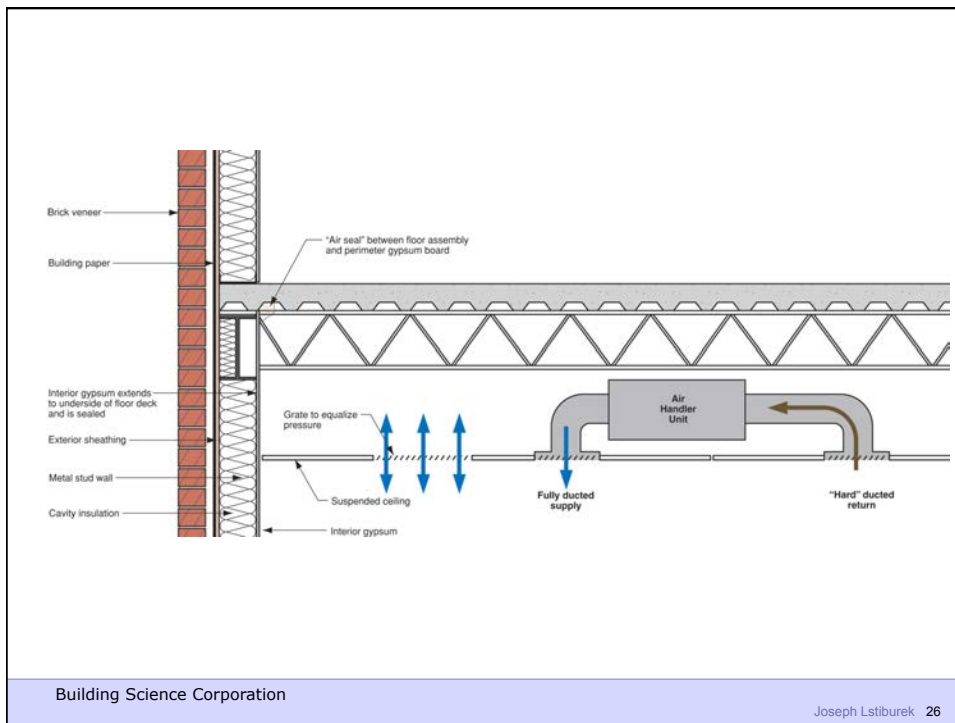 Brick veneer
Building paper
"Air seal" between floor assembly
and perimeter gypsum board
Interior gypsum extends
to underside of floor deck
and is sealed
Exterior sheathing
Metal stud wall
Cavity insulation
Grate to equalize
pressure
Suspended ceiling
Interior gypsum
Air
Handler
Unit
Fully ducted
supply
"Hard" ducted
return
Building Science Corporation
Joseph Lstiburek 26